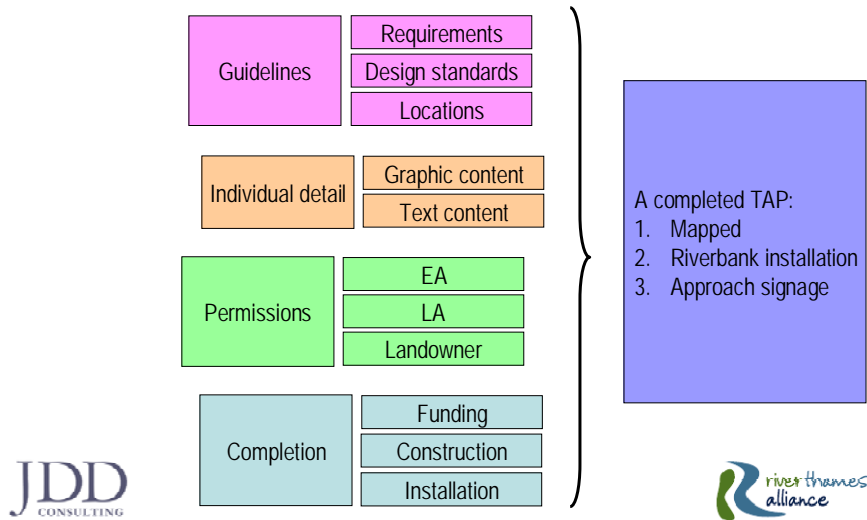 Guidelines
Requirements
Design standards
Locations
Individual detail
Graphic content
Text content
Permissions
EA
LA
Landowner
Completion
Funding
Construction
Installation
A completed TAP:
1. Mapped
2. Riverbank installation
3. Approach signage
JDD
CONSULTING
river thames
alliance